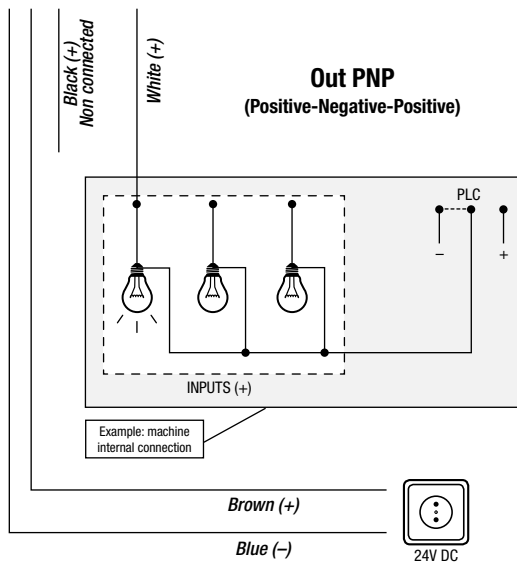 Black (+)
Non connected
White (+)
Out PNP
(Positive-Negative-Positive)
PLC
–
+
INPUTS (+)
Example: machine
internal connection
Brown (+)
Blue (–)
24V DC